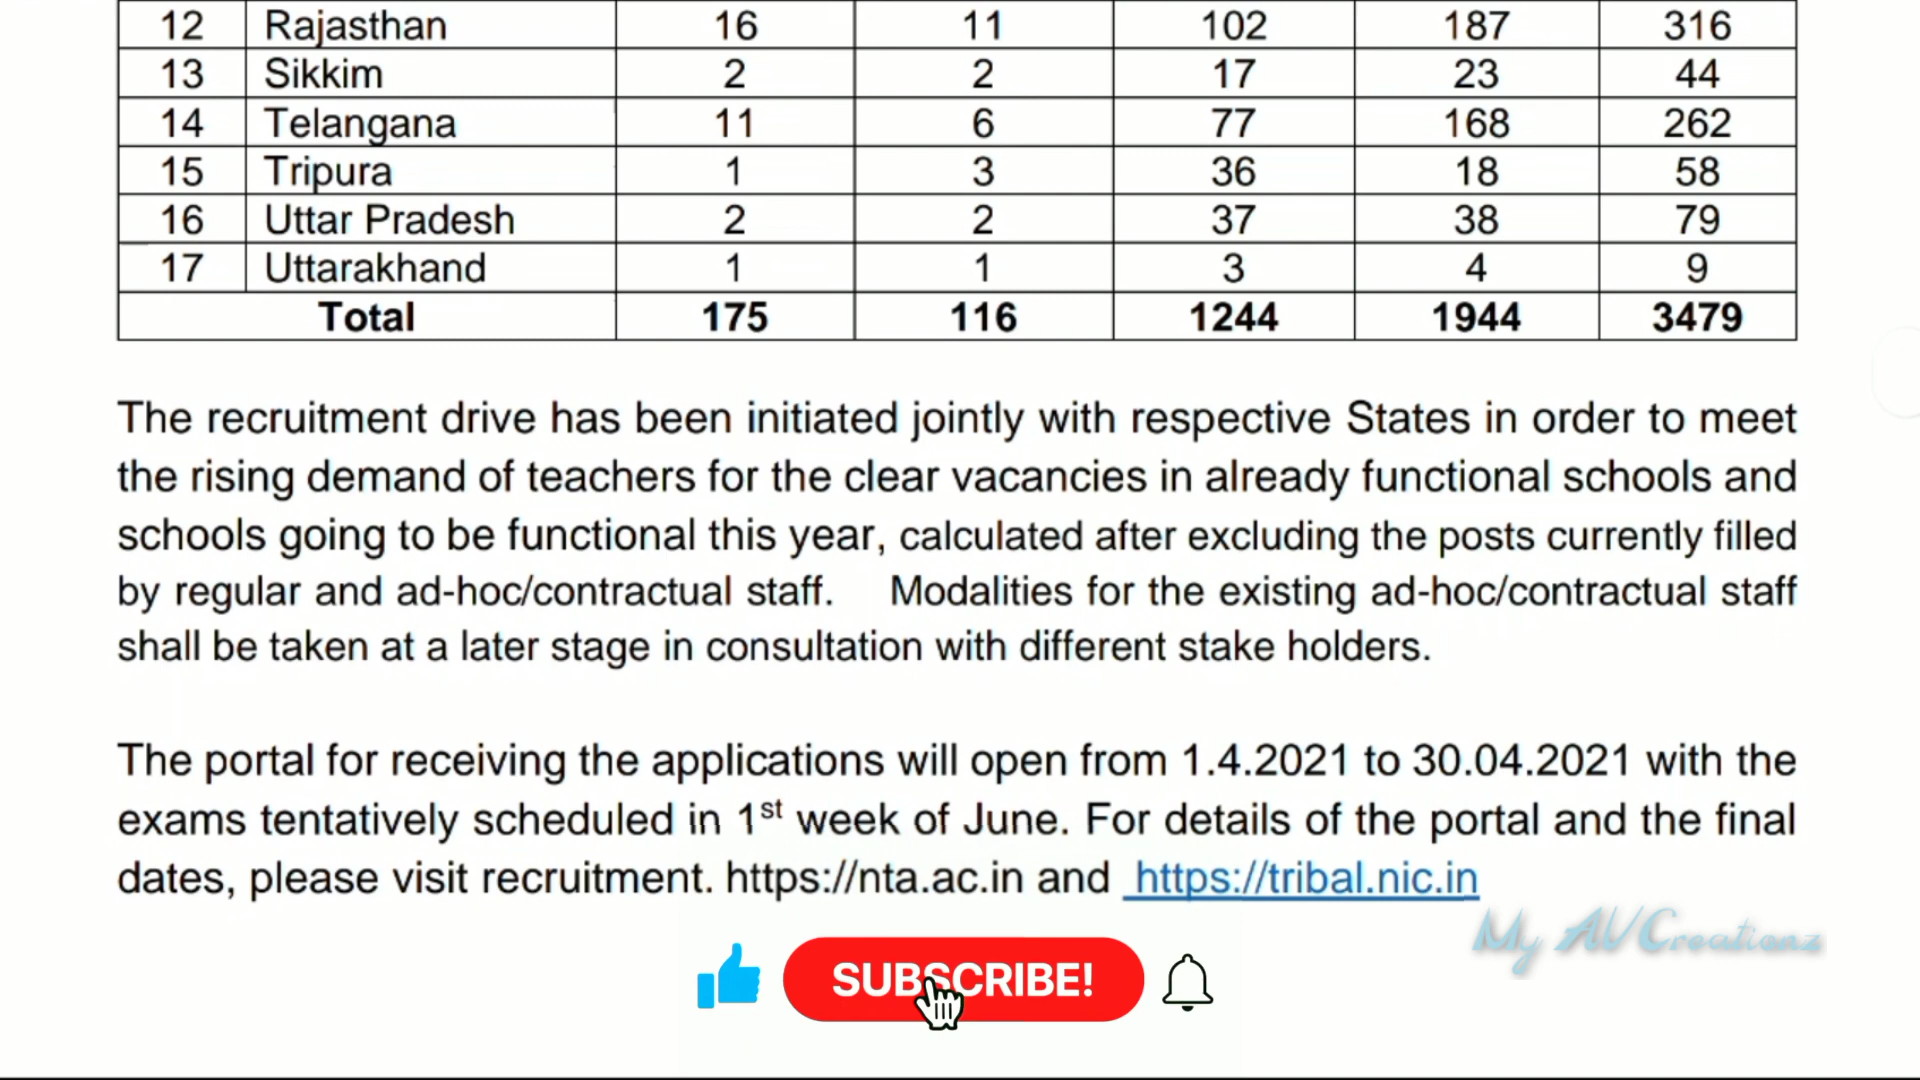 12 Rajasthan 16 11 102 187 316
13 Sikkim 2 2 17 23 44
14 Telangana 11 6 77 168 262
15 Tripura 1 3 36 18 58
16 Uttar Pradesh 2 2 37 38 79
17 Uttarakhand 1 1 3 4 9
Total 175 116 1244 1944 3479
The recruitment drive has been initiated jointly with respective States in order to meet
the rising demand of teachers for the clear vacancies in already functional schools and
schools going to be functional this year, calculated after excluding the posts currently filled
by regular and ad-hoc/contractual staff. Modalities for the existing ad-hoc/contractual staff
shall be taken at a later stage in consultation with different stake holders.
The portal for receiving the applications will open from 1.4.2021 to 30.04.2021 with the
exams tentatively scheduled in 1st week of June. For details of the portal and the final
dates, please visit recruitment. https://nta.ac.in and https://tribal.nic.in
My AVCreationz
SUBSCRIBE!